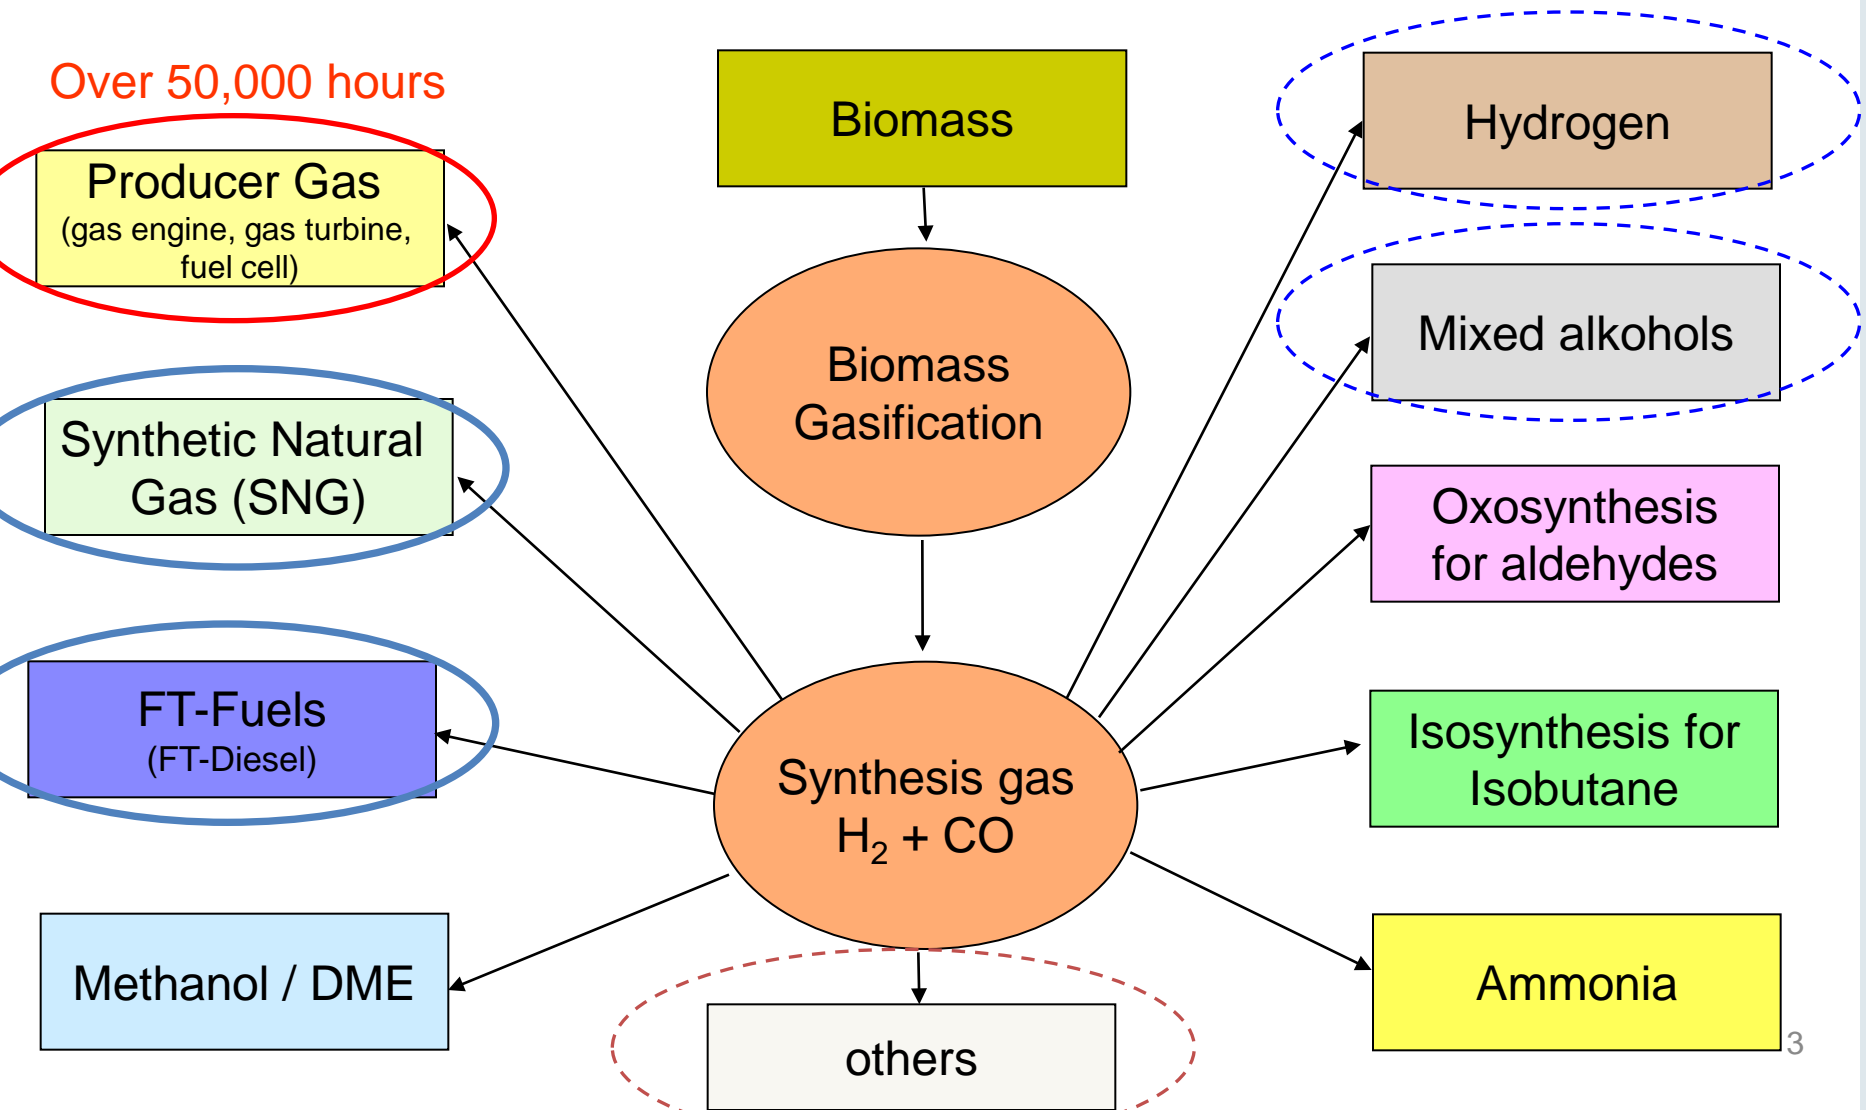 Over 50,000 hours
Producer Gas
(gas engine, gas turbine,
fuel cell)
Synthetic Natural
Gas (SNG)
FT-Fuels
(FT-Diesel)
Methanol / DME
Biomass
Biomass
Gasification
Synthesis gas
H₂ + CO
others
Hydrogen
Mixed alkohols
Oxosynthesis
for aldehydes
Isosynthesis for
Isobutane
Ammonia
3